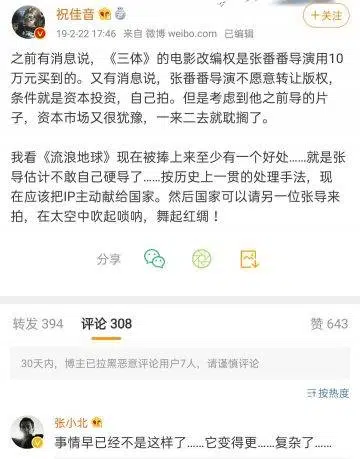 祝佳音
19-2-22 17:46 来自 微博 weibo.com 已编辑
+关注
之前有消息说，《三体》的电影改编权是张番番导演用10
万元买到的。又有消息说，张番番导演不愿意转让版权，
条件就是资本投资，自己拍。但是考虑到他之前导的片
子，资本市场又很犹豫，一来二去就耽搁了。
我看《流浪地球》现在被捧上来至少有一个好处……就是张
导估计不敢自己硬导了……按历史上一贯的处理手法，现
在应该把IP主动献给国家。然后国家可以请另一位张导来
拍，在太空中吹起唢呐，舞起红绸！
分享
转发 394 评论 308 赞 643
30天内，博主已拉黑恶意评论用户7人，请谨慎评论
按热度
张小北
事情早已经不是这样了……它变得更……复杂了……